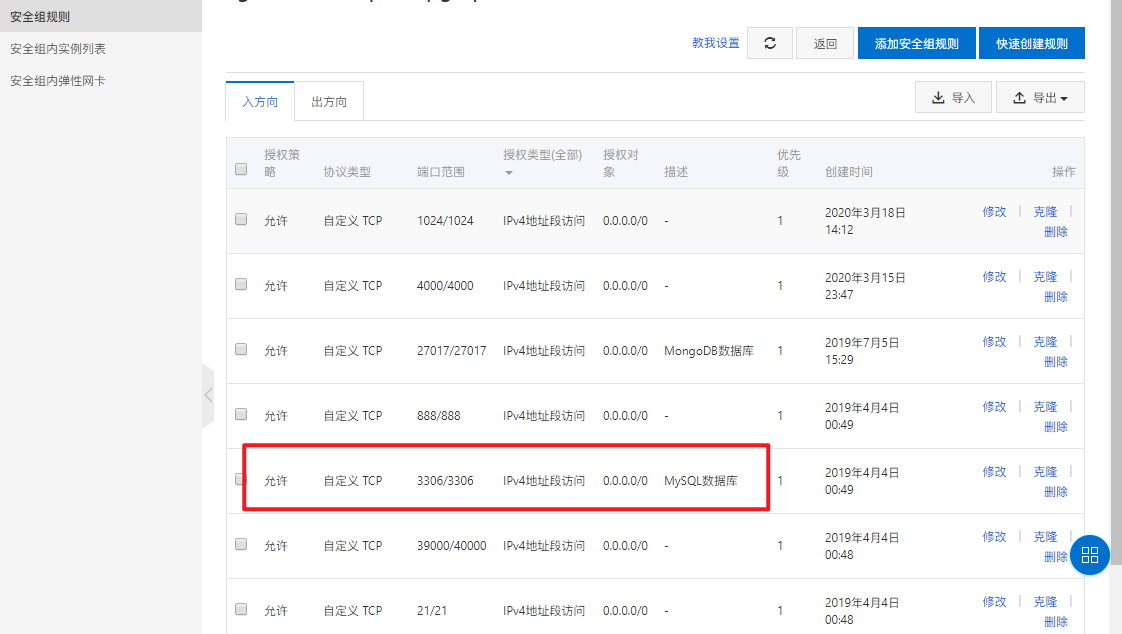 安全组规则
安全组内实例列表
安全组内弹性网卡
教我设置 返回 添加安全组规则 快速创建规则
入方向 出方向 导入 导出
授权策略 协议类型 端口范围 授权类型(全部) 授权对象 描述 优先级 创建时间 操作
允许 自定义 TCP 1024/1024 IPv4地址段访问 0.0.0.0/0 - 1 2020年3月18日 14:12 修改 克隆 删除
允许 自定义 TCP 4000/4000 IPv4地址段访问 0.0.0.0/0 - 1 2020年3月15日 23:47 修改 克隆 删除
允许 自定义 TCP 27017/27017 IPv4地址段访问 0.0.0.0/0 MongoDB数据库 1 2019年7月5日 15:29 修改 克隆 删除
允许 自定义 TCP 888/888 IPv4地址段访问 0.0.0.0/0 - 1 2019年4月4日 00:49 修改 克隆 删除
允许 自定义 TCP 3306/3306 IPv4地址段访问 0.0.0.0/0 MySQL数据库 1 2019年4月4日 00:49 修改 克隆 删除
允许 自定义 TCP 39000/40000 IPv4地址段访问 0.0.0.0/0 - 1 2019年4月4日 00:48 修改 克隆 删除
允许 自定义 TCP 21/21 IPv4地址段访问 0.0.0.0/0 - 1 2019年4月4日 00:48 修改 克隆 删除